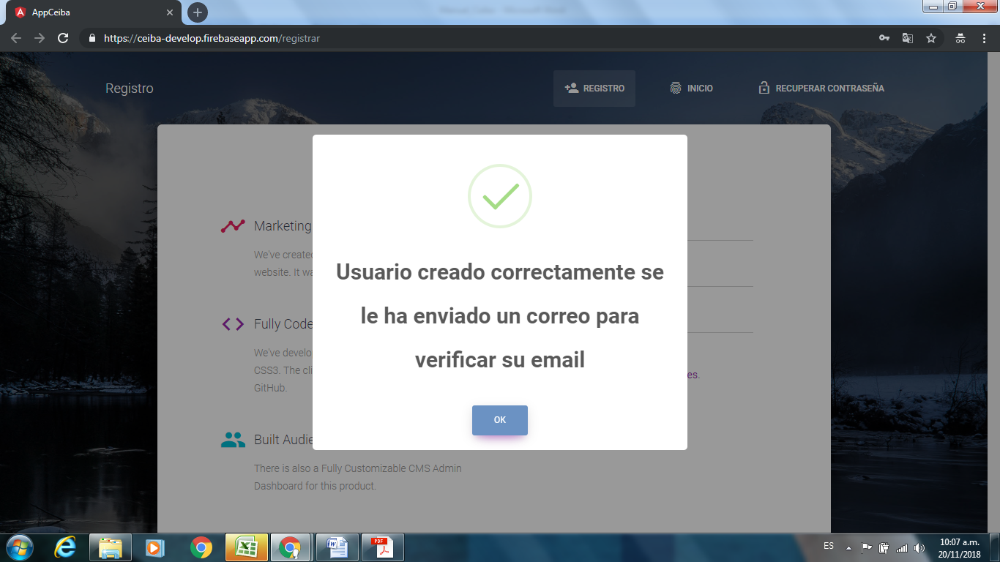 AppCeiba
https://ceiba-develop.firebaseapp.com/registrar
Registro
REGISTRO
INICIO
RECUPERAR CONTRASEÑA
Usuario creado correctamente se
le ha enviado un correo para
verificar su email
OK
Marketing
We've created
website. It wa
Fully Code
We've develo
CSS3. The cli
GitHub.
es.
Built Audie
There is also a Fully Customizable CMS Admin
Dashboard for this product.
PDF
ES
10:07 a.m.
20/11/2018